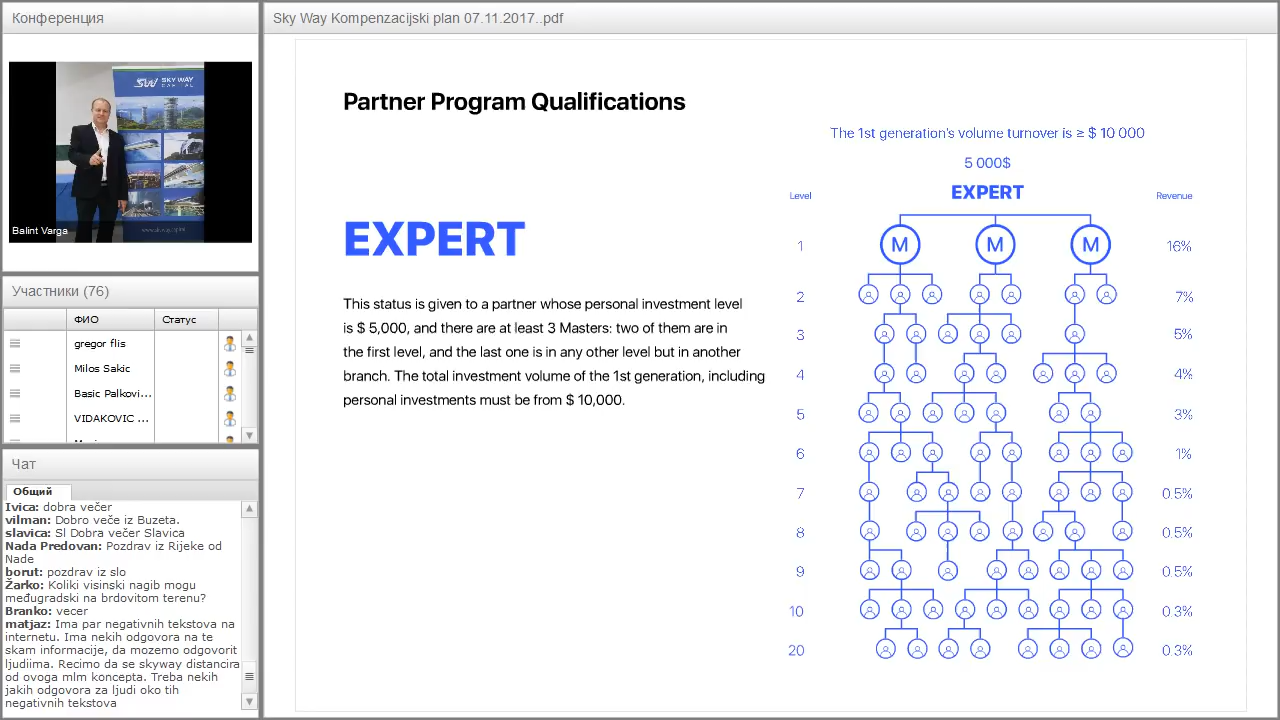 Конференция
SKY WAY
CAPITAL
Balint Varga
Участники (76)
ФИО
Статус
gregor flis
Milos Sakic
Basic Palkovi...
VIDAKOVIC ...
Чат
Общий
Ivica: dobra večer
vilman: Dobro veče iz Buzeta.
slavica: Sl Dobra večer Slavica
Nada Predovan: Pozdrav iz Rijeke od
Nade
borut: pozdrav iz slo
Žarko: Koliki visinski nagib mogu
međugradski na brdovitom terenu?
Branko: vecer
matjaz: Ima par negativnih tekstova na
internetu. Ima nekih odgovora na te
skam informacije, da mozemo odgovorit
ljudiima. Recimo da se skyway distancira
od ovoga mlm koncepta. Treba nekih
jakih odgovora za ljudi oko tih
negativnih tekstova
Sky Way Kompenzacijski plan 07.11.2017..pdf
Partner Program Qualifications
EXPERT
This status is given to a partner whose personal investment level
is $ 5,000, and there are at least 3 Masters: two of them are in
the first level, and the last one is in any other level but in another
branch. The total investment volume of the 1st generation, including
personal investments must be from $ 10,000.
The 1st generation's volume turnover is ≥ $ 10 000
5 000$
EXPERT
Level
Revenue
1 M M M 16%
2 7%
3 5%
4 4%
5 3%
6 1%
7 0.5%
8 0.5%
9 0.5%
10 0.3%
20 0.3%